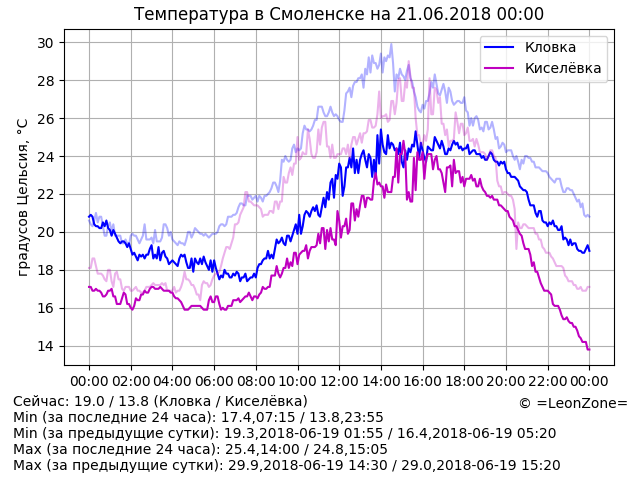 Температура в Смоленске на 21.06.2018 00:00
Кловка
Киселёвка
градусов Цельсия, °C
30
28
26
24
22
20
18
16
14
00:00 02:00 04:00 06:00 08:00 10:00 12:00 14:00 16:00 18:00 20:00 22:00 00:00
Сейчас: 19.0 / 13.8 (Кловка / Киселёвка)
© =LeonZone=
Min (за последние 24 часа): 17.4,07:15 / 13.8,23:55
Min (за предыдущие сутки): 19.3,2018-06-19 01:55 / 16.4,2018-06-19 05:20
Max (за последние 24 часа): 25.4,14:00 / 24.8,15:05
Max (за предыдущие сутки): 29.9,2018-06-19 14:30 / 29.0,2018-06-19 15:20